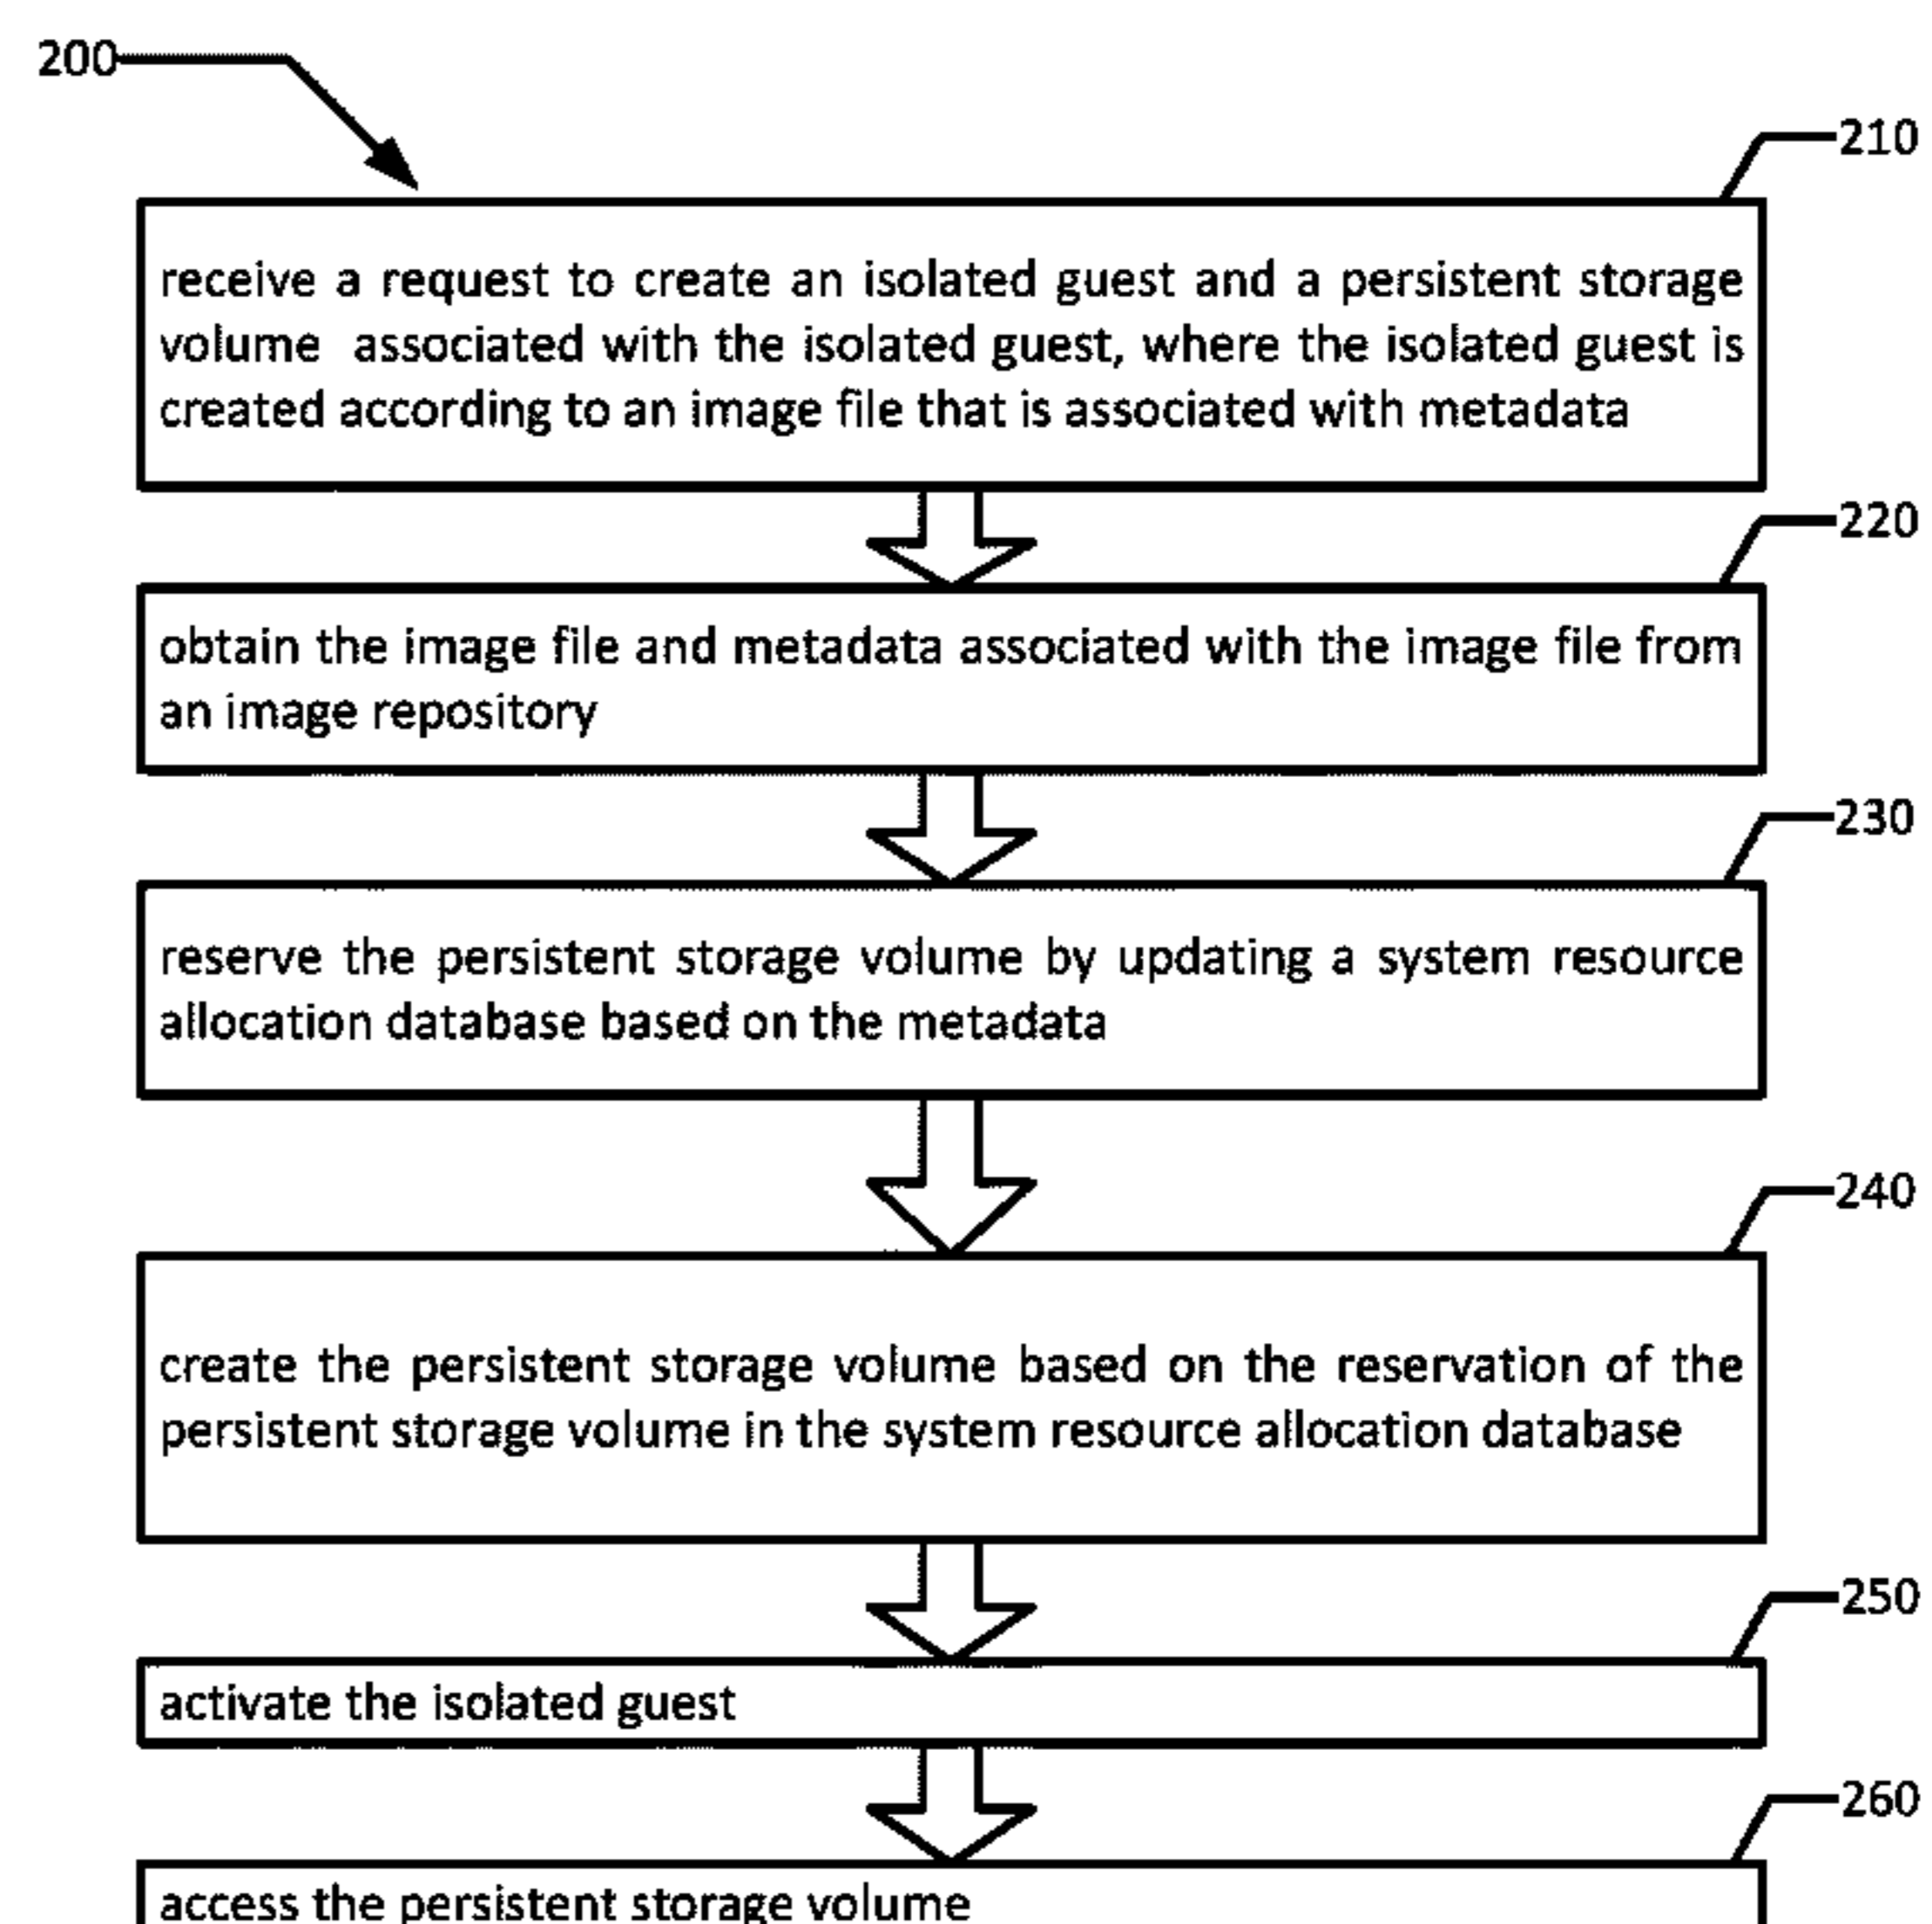 200
210
receive a request to create an isolated guest and a persistent storage
volume associated with the isolated guest, where the isolated guest is
created according to an image file that is associated with metadata
220
obtain the image file and metadata associated with the image file from
an image repository
230
reserve the persistent storage volume by updating a system resource
allocation database based on the metadata
240
create the persistent storage volume based on the reservation of the
persistent storage volume in the system resource allocation database
250
activate the isolated guest
260
access the persistent storage volume